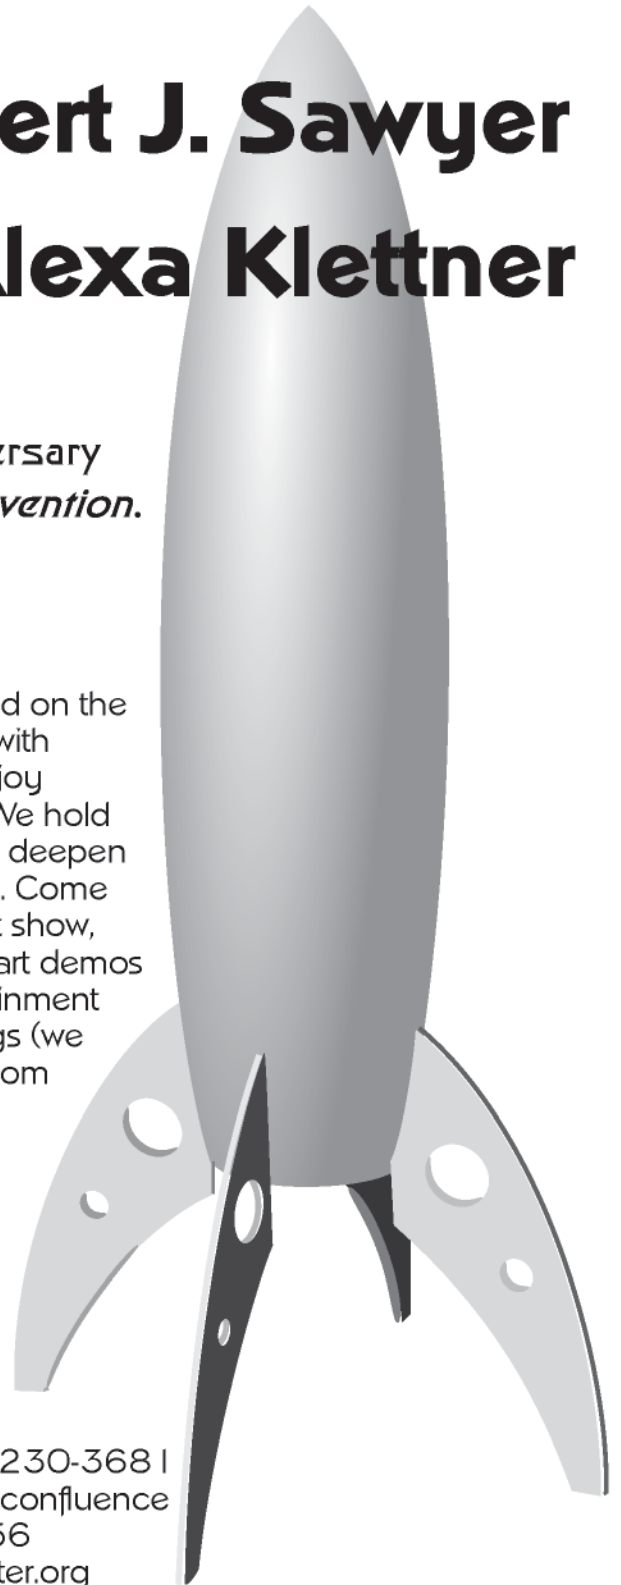 ert J. Sawyer
lexa Klettner
ersary
vention.
d on the
with
joy
We hold
deepen
. Come
t show,
art demos
inment
gs (we
om
230-3681
confluence
56
ter.org